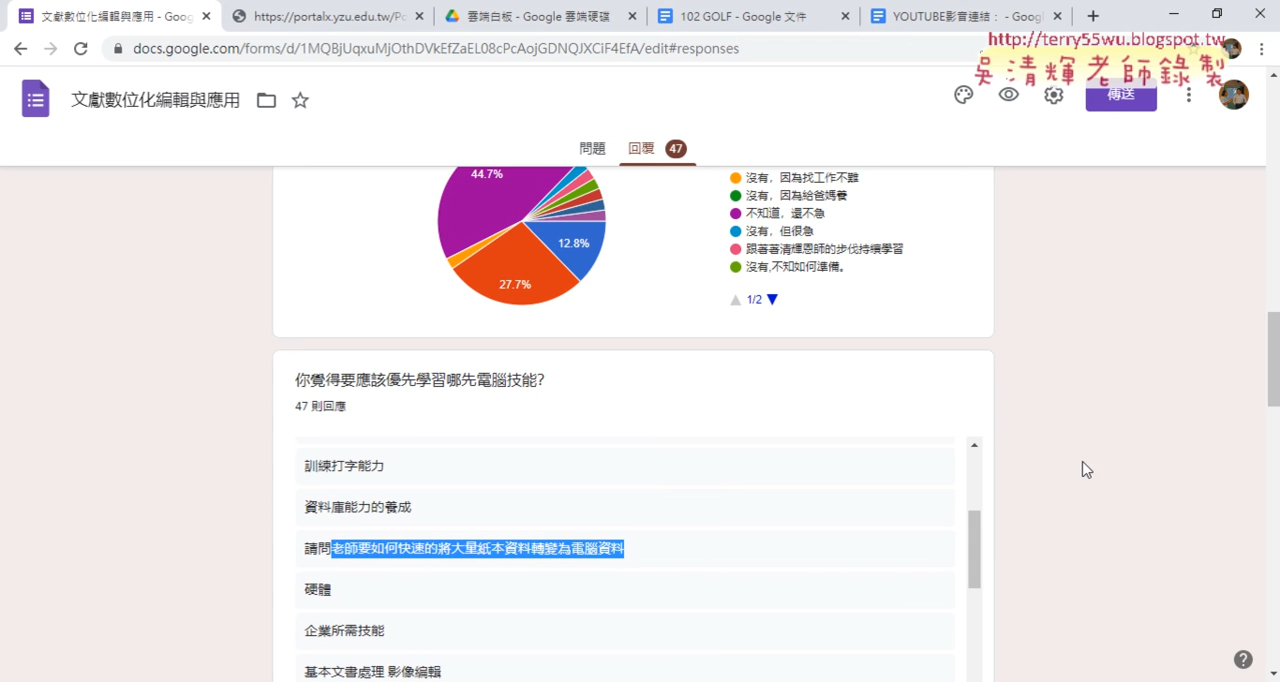 文獻數位化編輯與應用 - Goog
https://portalx.yzu.edu.tw/Po
雲端白板 - Google 雲端硬碟
102 GOLF - Google 文件
YOUTUBE影音連結： - Goog
docs.google.com/forms/d/1MQBjUqxuMjOthDVkEfZaEL08cPcAojGDNQJXCiF4EfA/edit#responses
http://terry55wu.blogspot.tw
吳清輝老師錄製
文獻數位化編輯與應用
傳送
問題
回覆 47
44.7%
12.8%
27.7%
沒有，因為找工作不難
沒有，因為給爸媽養
不知道，還不急
沒有，但很急
跟著著清輝恩師的步伐持續學習
沒有,不知如何準備。
1/2
你覺得要應該優先學習哪先電腦技能?
47 則回應
訓練打字能力
資料庫能力的養成
請問老師要如何快速的將大量紙本資料轉變為電腦資料
硬體
企業所需技能
基本文書處理 影像編輯